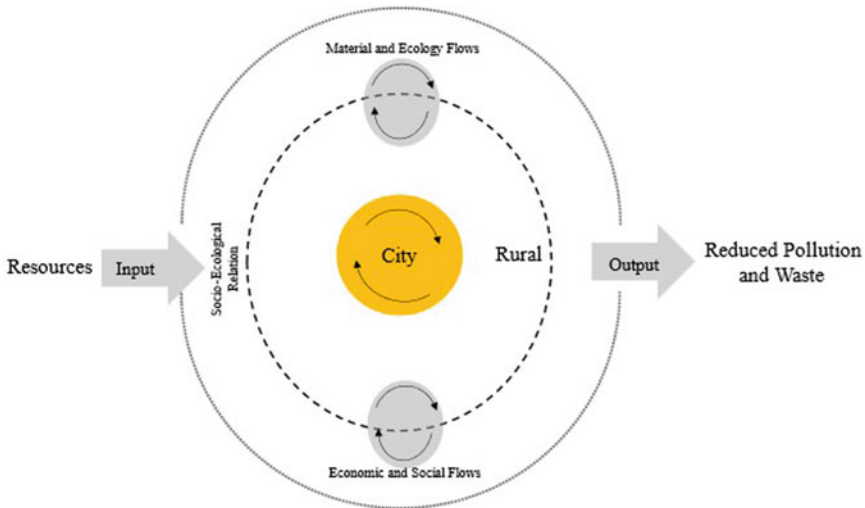 Material and Ecology Flows
Resources
Input
Socio-Ecological
Relation
City
Rural
Output
Reduced Pollution
and Waste
Economic and Social Flows